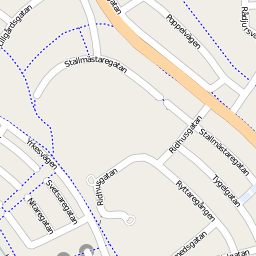 Poppelvägen
Stallmästaregatan
Ridhusgatan
Stallmästaregatan
Yrkesvägen
Svetsaregatan
Nitaregatan
Ridhusgatan
Ryttaregången
Tygelgatan